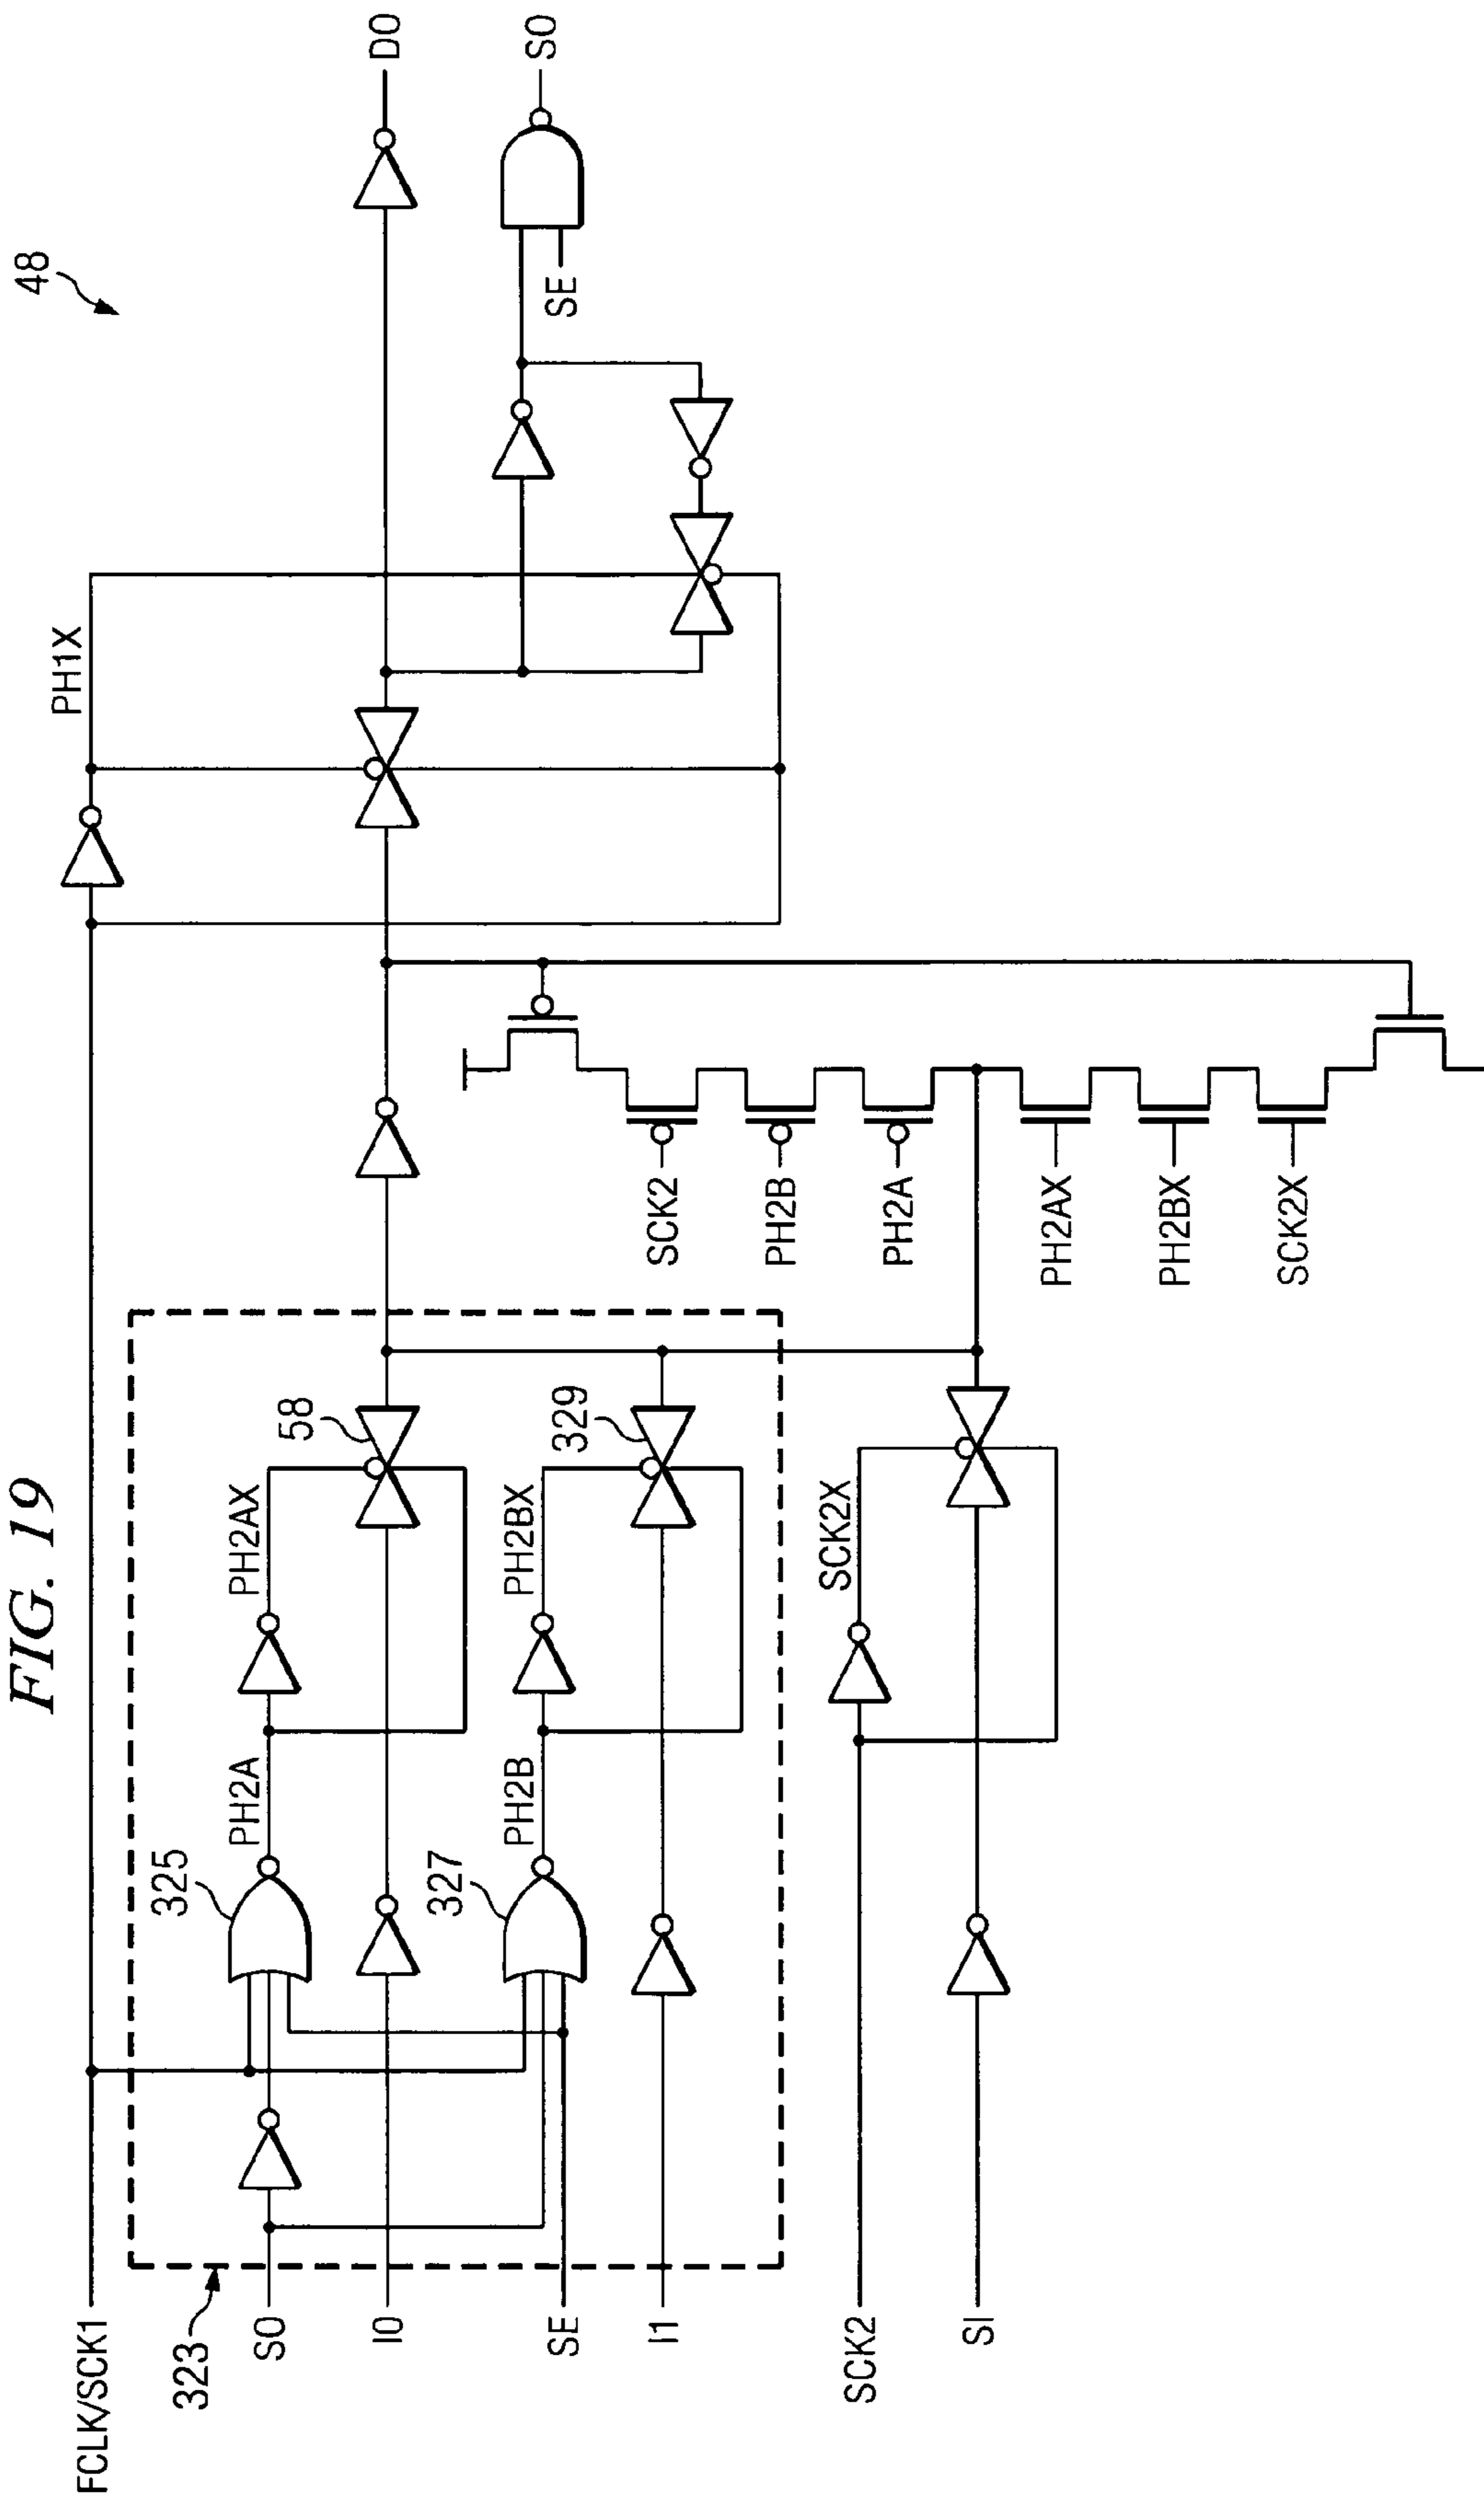 FIG. 19
48
PH1X
FCLK/SCK1
325
323
PH2A
PH2AX
S0
58
I0
DO
327
PH2B
PH2BX
SO
329
SE
SE
I1
SCK2
PH2B
SCK2X
SCK2
PH2A
SI
PH2AX
PH2BX
SCK2X